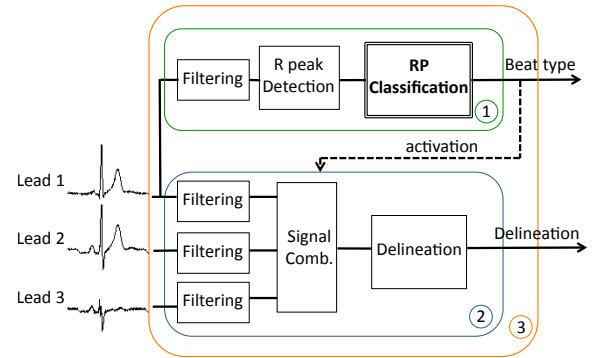 Filtering
R peak
Detection
RP
Classification
Beat type
1
activation
Lead 1
Filtering
Lead 2
Filtering
Signal
Comb.
Delineation
Delineation
Lead 3
Filtering
2
3